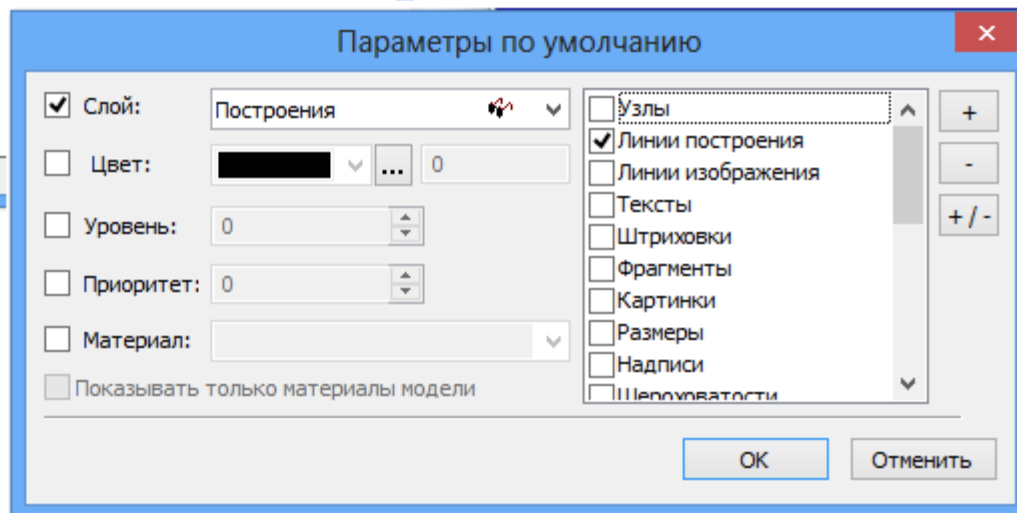 Параметры по умолчанию
Слой:
Построения
Цвет:
...
0
Уровень:
0
Приоритет:
0
Материал:
Показывать только материалы модели
Узлы
Линии построения
Линии изображения
Тексты
Штриховки
Фрагменты
Картинки
Размеры
Надписи
Шероховатости
+
-
+ / -
OK
Отменить